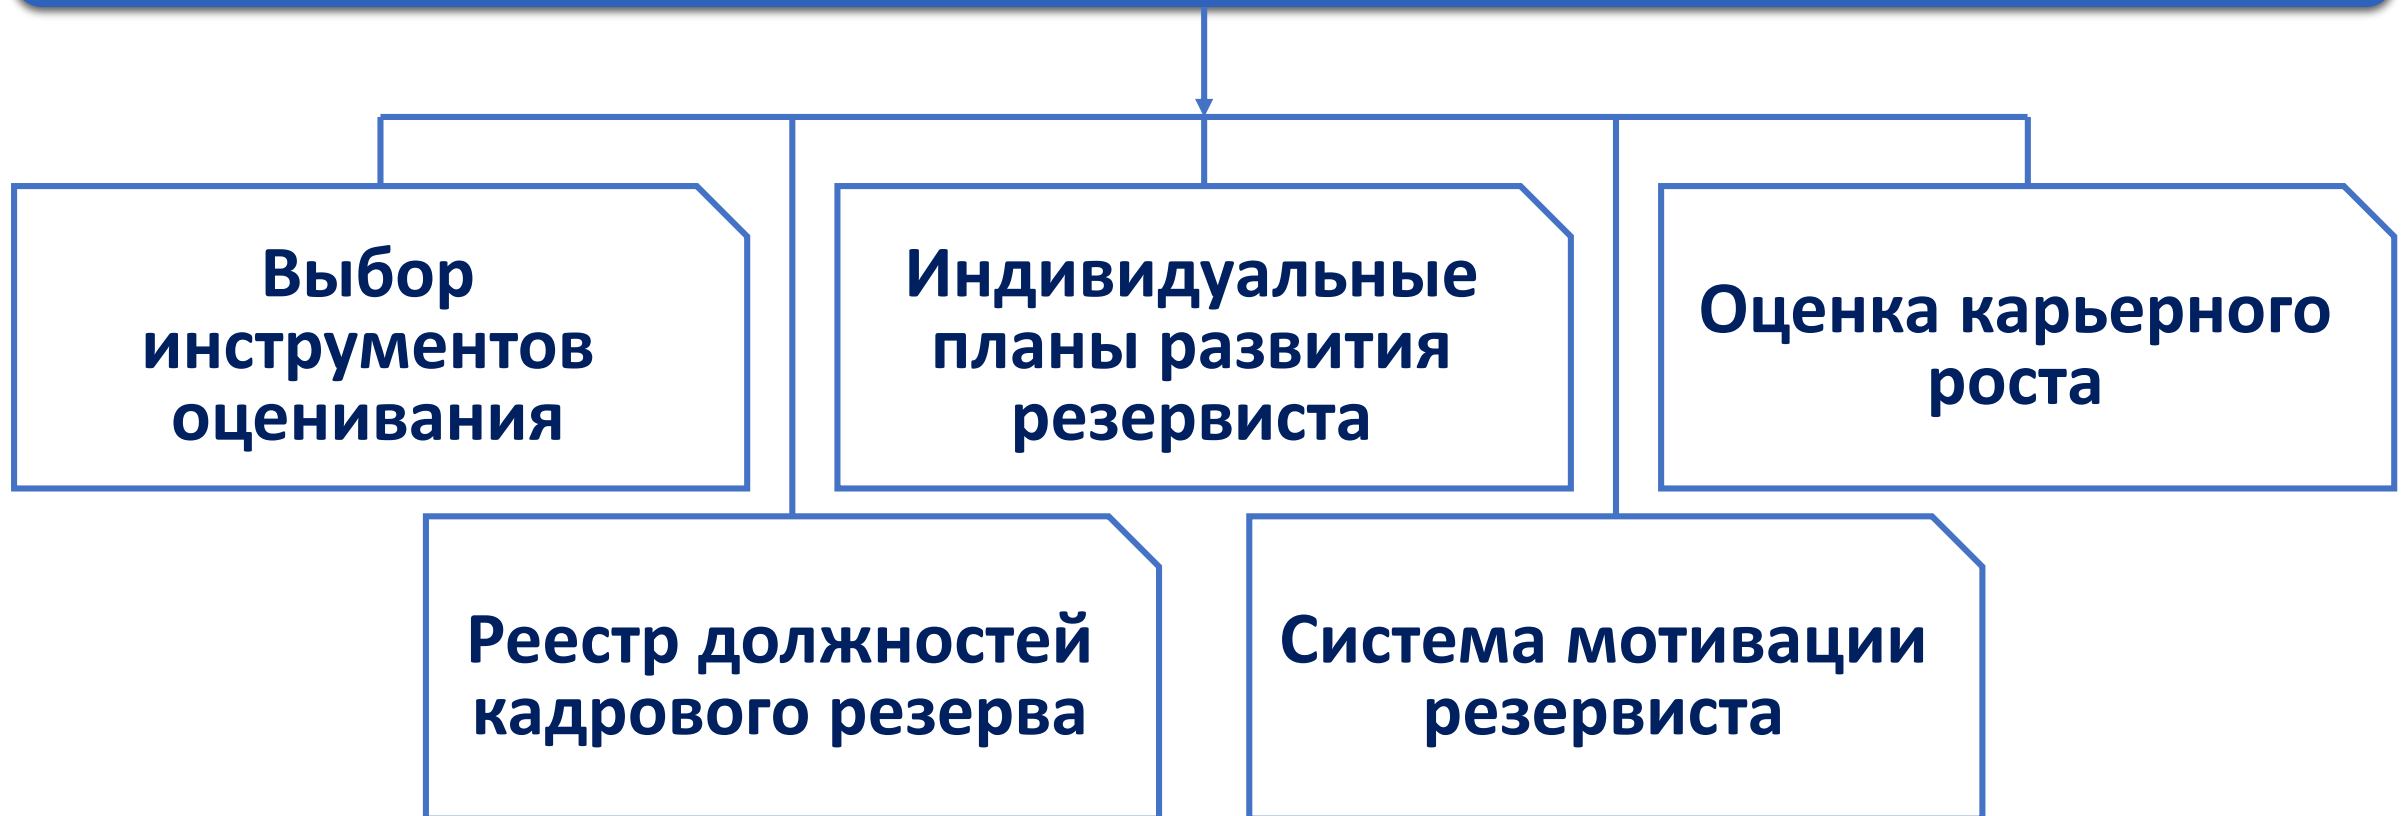 Выбор
инструментов
оценивания
Индивидуальные
планы развития
резервиста
Оценка карьерного
роста
Реестр должностей
кадрового резерва
Система мотивации
резервиста